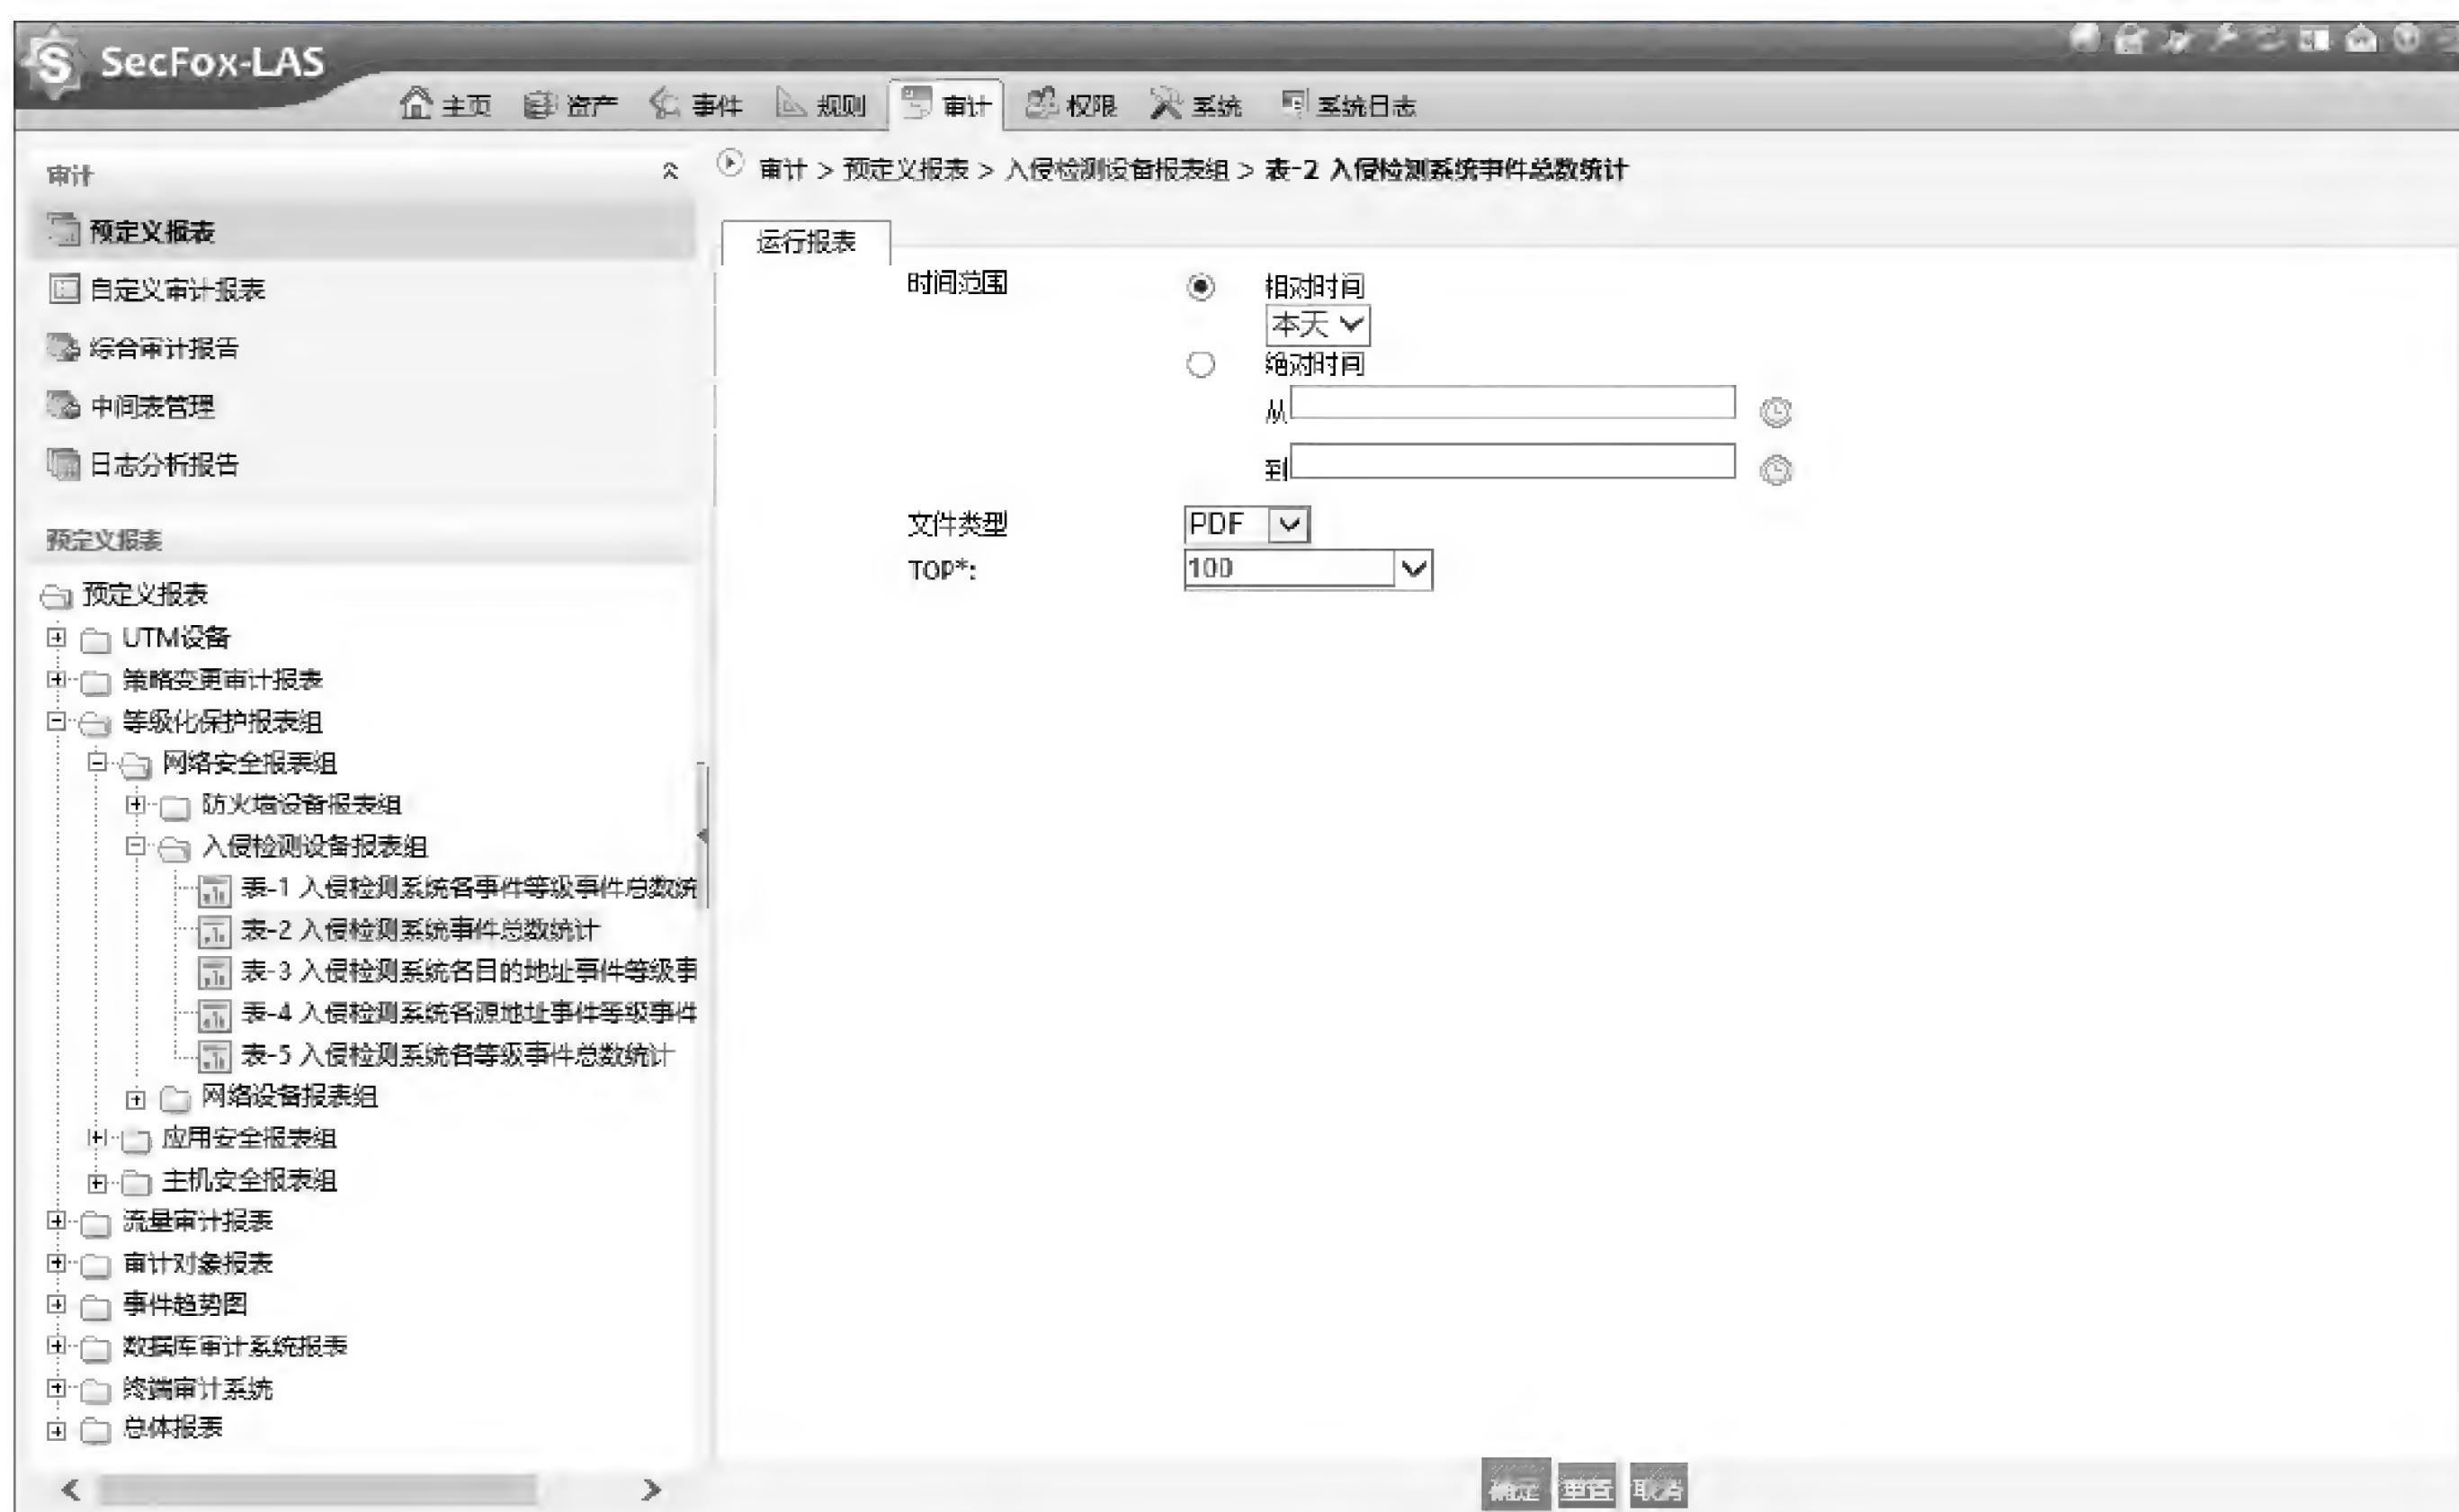 SecFox-LAS
主页 资产 事件 规则 审计 权限 系统 系统日志
审计
预定义报表
自定义审计报表
综合审计报告
中间表管理
日志分析报告
预定义报表
预定义报表
UTM设备
策略变更审计报表
等级化保护报表组
网络安全报表组
防火墙设备报表组
入侵检测设备报表组
表-1 入侵检测系统各事件等级事件总数统
表-2 入侵检测系统事件总数统计
表-3 入侵检测系统各目的地址事件等级事
表-4 入侵检测系统各源地址事件等级事件
表-5 入侵检测系统各等级事件总数统计
网络设备报表组
应用安全报表组
主机安全报表组
流量审计报表
审计对象报表
事件趋势图
数据库审计系统报表
终端审计系统
总体报表
审计 > 预定义报表 > 入侵检测设备报表组 > 表-2 入侵检测系统事件总数统计
运行报表
时间范围 相对时间
本天
绝对时间
从
到
文件类型 PDF
TOP*: 100
确定 重置 取消